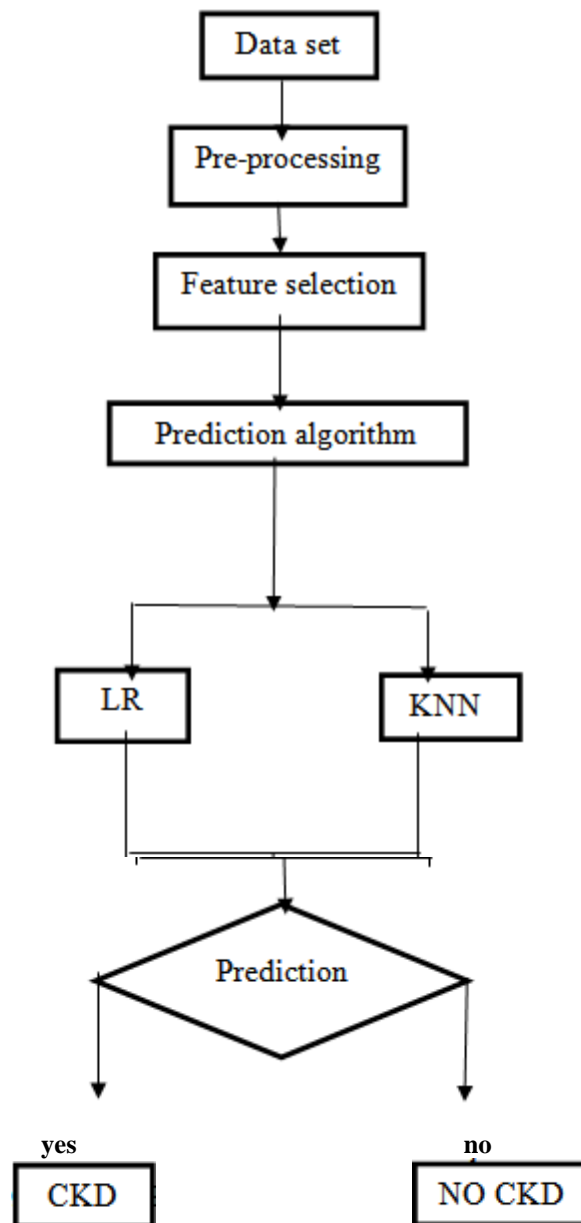 Data set
Pre-processing
Feature selection
Prediction algorithm
LR
KNN
Prediction
yes
no
CKD
NO CKD